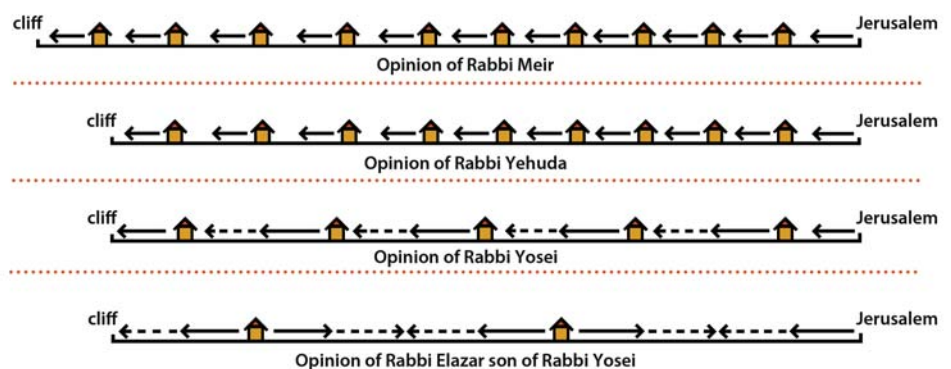 cliff Jerusalem
Opinion of Rabbi Meir
cliff Jerusalem
Opinion of Rabbi Yehuda
cliff Jerusalem
Opinion of Rabbi Yosei
cliff Jerusalem
Opinion of Rabbi Elazar son of Rabbi Yosei